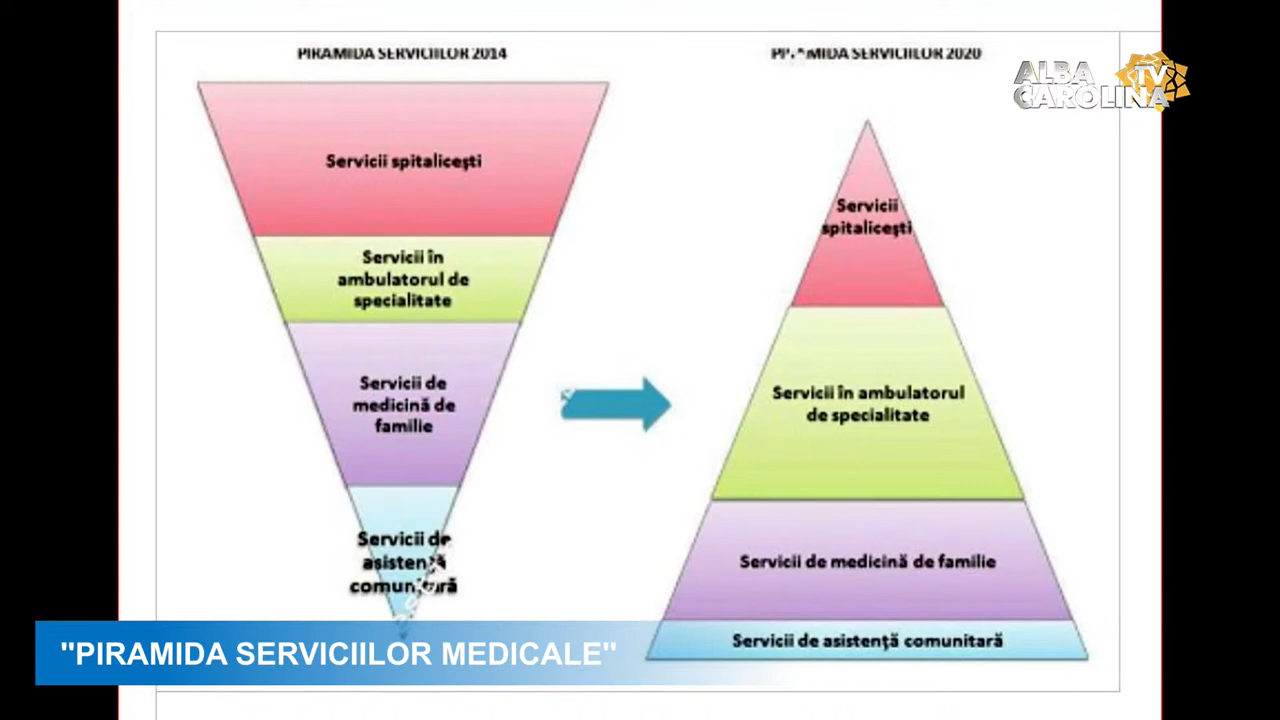 PIRAMIDA SERVICIILOR 2014
Servicii spitalicești
Servicii în
ambulatorul de
specialitate
Servicii de
medicină de
familie
Servicii de
asistență
comunitară
SERVICIILOR 2020
Servicii
spitalicești
Servicii în ambulatorul
de specialitate
Servicii de medicină de familie
Servicii de asistență comunitară
ALBA
CAROLINA
TV
"PIRAMIDA SERVICIILOR MEDICALE"